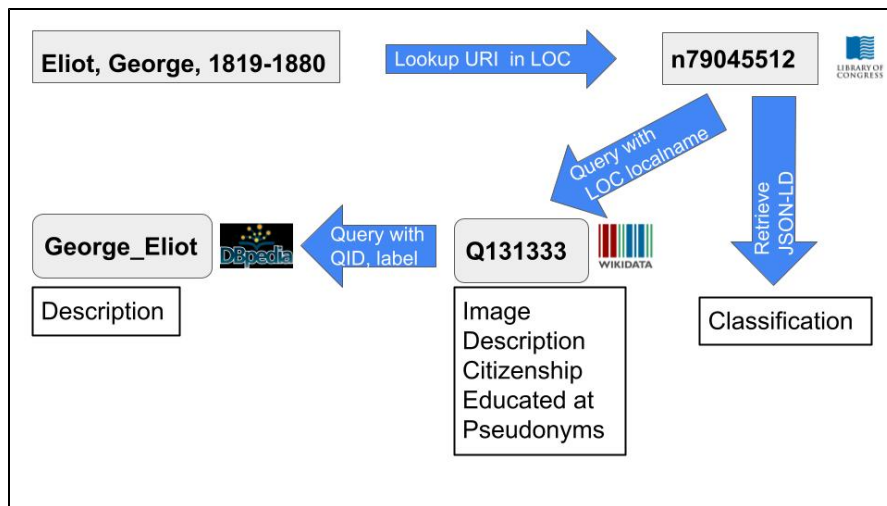 Eliot, George, 1819-1880
Lookup URI in LOC
n79045512
LIBRARY OF
CONGRESS
Query with
LOC localname
Retrieve
JSON-LD
George_Eliot
DBpedia
Query with
QID, label
Q131333
WIKIDATA
Description
Image
Description
Citizenship
Educated at
Pseudonyms
Classification